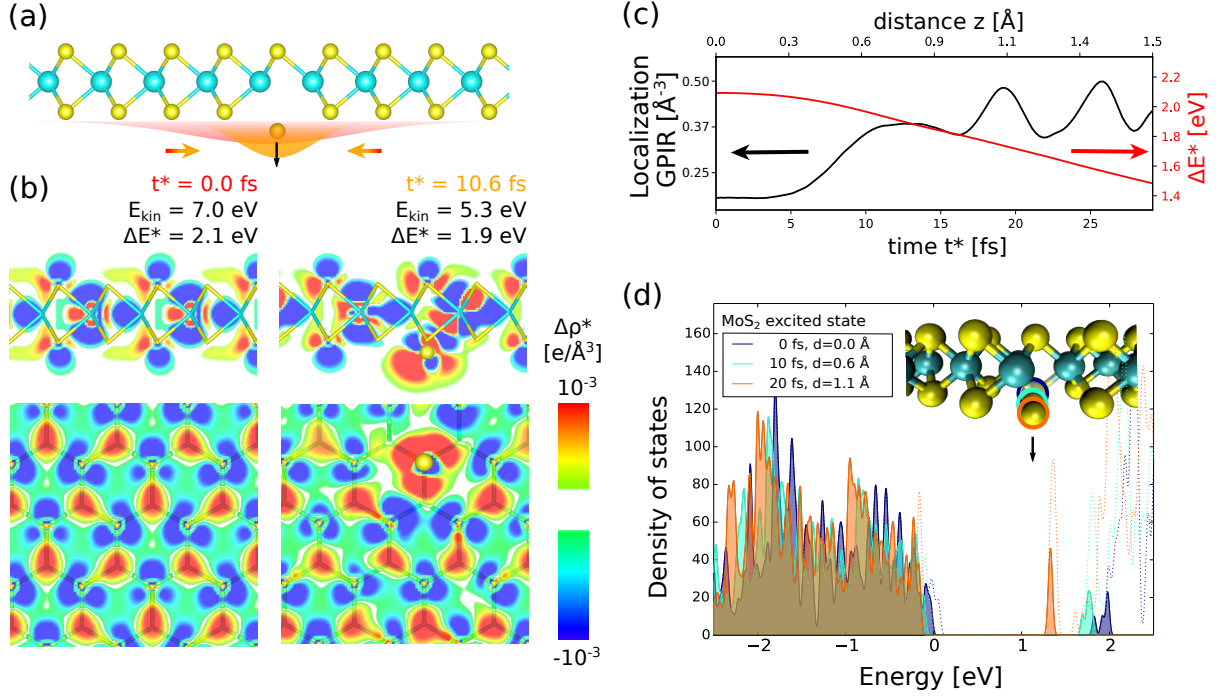 (a)
(b)
t* = 0.0 fs
E_kin = 7.0 eV
ΔE* = 2.1 eV
t* = 10.6 fs
E_kin = 5.3 eV
ΔE* = 1.9 eV
Δρ*
[e/Å³]
10⁻³
-10⁻³
(c)
distance z [Å]
0.0 0.4 0.8 1.1 1.4 1.5
Localization
GPIR [Å⁻³]
0.50
0.37
0.25
2.2
2.0
1.8
1.6
1.4
ΔE* [eV]
0 5 10 15 20 25
time t* [fs]
(d)
Density of states
160
140
120
100
80
60
40
20
0
MoS₂ excited state
0 fs, d=0.0 Å
10 fs, d=0.6 Å
20 fs, d=1.1 Å
−2 −1 0 1 2
Energy [eV]